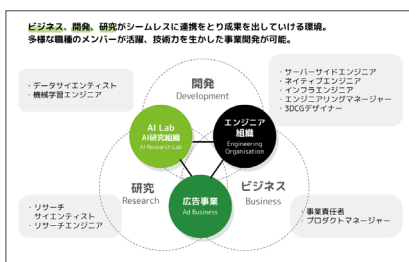 ビジネス、開発、研究がシームレスに連携をとり成果を出していける環境。
多様な職種のメンバーが活躍、技術力を生かした事業開発が可能。
・データサイエンティスト
・機械学習エンジニア
開発
Development
・サーバーサイドエンジニア
・ネイティブエンジニア
・インフラエンジニア
・エンジニアリングマネージャー
・3DCGデザイナー
AI Lab
AI研究組織
AI Research Lab
エンジニア
組織
Engineering
Organisation
研究
Research
広告事業
Ad Business
ビジネス
Business
・リサーチ
サイエンティスト
・リサーチエンジニア
・事業責任者
・プロダクトマネージャー